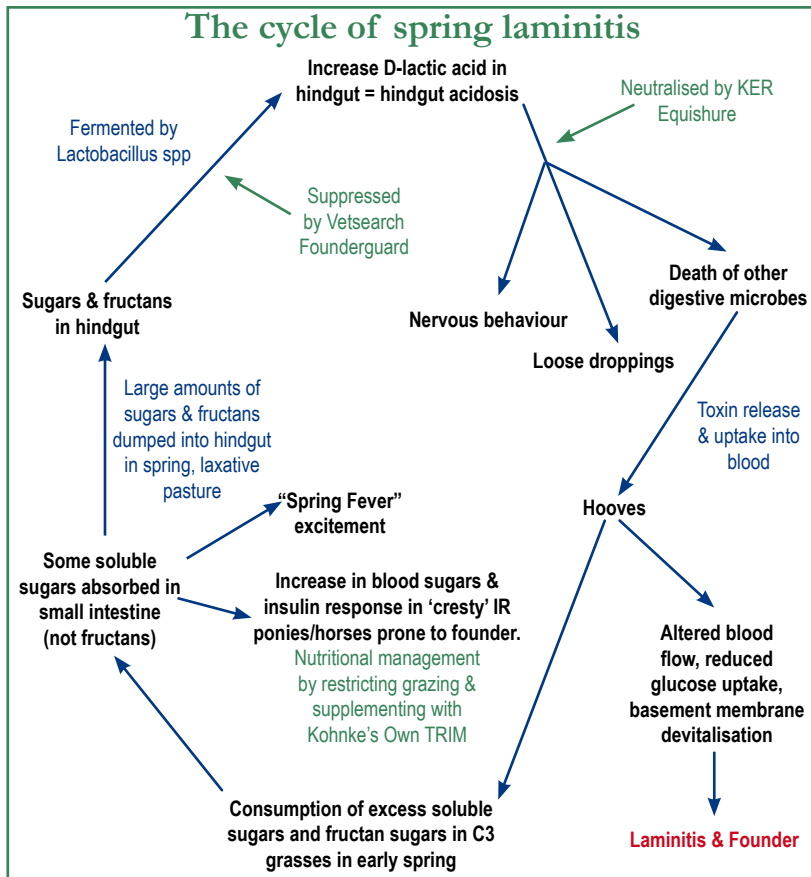 The cycle of spring laminitis
Increase D-lactic acid in
hindgut = hindgut acidosis
Neutralised by KER
Equishure
Fermented by
Lactobacillus spp
Suppressed
by Vetsearch
Founderguard
Sugars & fructans
in hindgut
Nervous behaviour
Loose droppings
Death of other
digestive microbes
Large amounts of
sugars & fructans
dumped into hindgut
in spring, laxative
pasture
Toxin release
& uptake into
blood
“Spring Fever”
excitement
Hooves
Some soluble
sugars absorbed in
small intestine
(not fructans)
Increase in blood sugars &
insulin response in ‘cresty’ IR
ponies/horses prone to founder.
Nutritional management
by restricting grazing &
supplementing with
Kohnke’s Own TRIM
Altered blood
flow, reduced
glucose uptake,
basement membrane
devitalisation
Consumption of excess soluble
sugars and fructan sugars in C3
grasses in early spring
Laminitis & Founder